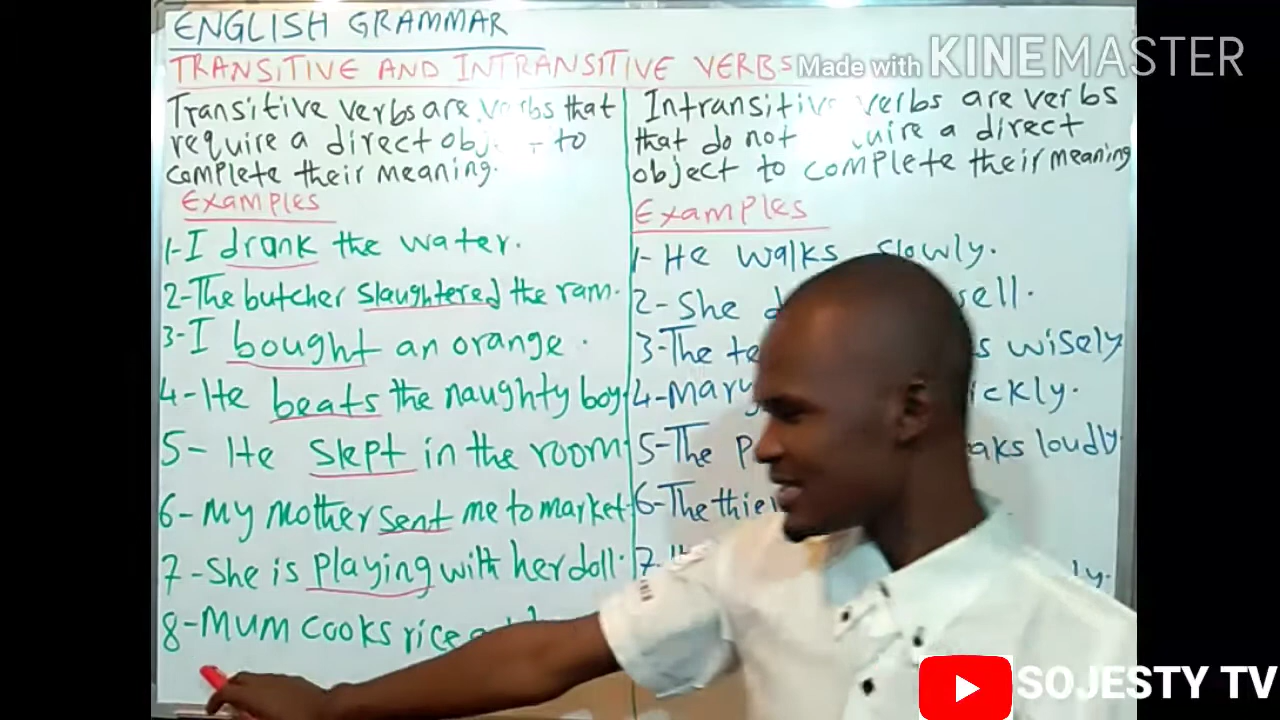 ENGLISH GRAMMAR
TRANSITIVE AND INTRANSITIVE VERBS
Made with KINEMASTER
Transitive verbs are verbs that
require a direct to
complete their meaning.
Examples
1-I drank the water.
2-The butcher slaughtered the ram.
3-I bought an orange.
4-He beats the naughty boy
5-He slept in the room
6-My mother sent me to market.
7-She is playing with her doll.
8-Mum cooks rice
Intransitive verbs are verbs
that do not a direct
object to complete their meaning
Examples
1-He walks slowly.
2-She
3-The wisely
4-Mary
5-The loudly.
6-The
7-
SOJESTY TV